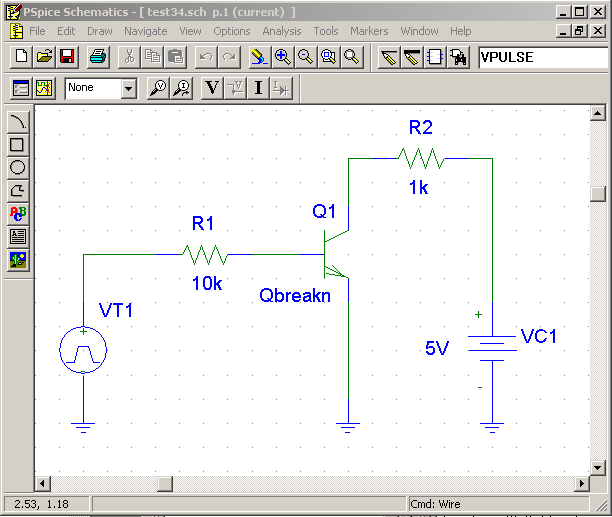 PSpice Schematics - [ test34.sch p.1 (current) ]
File Edit Draw Navigate View Options Analysis Tools Markers Window Help
VPULSE
None V I V I
ABC
R2
1k
Q1
R1
10k
Qbreakn
VT1
+
+
5V
VC1
-
2.53, 1.18 Cmd: Wire